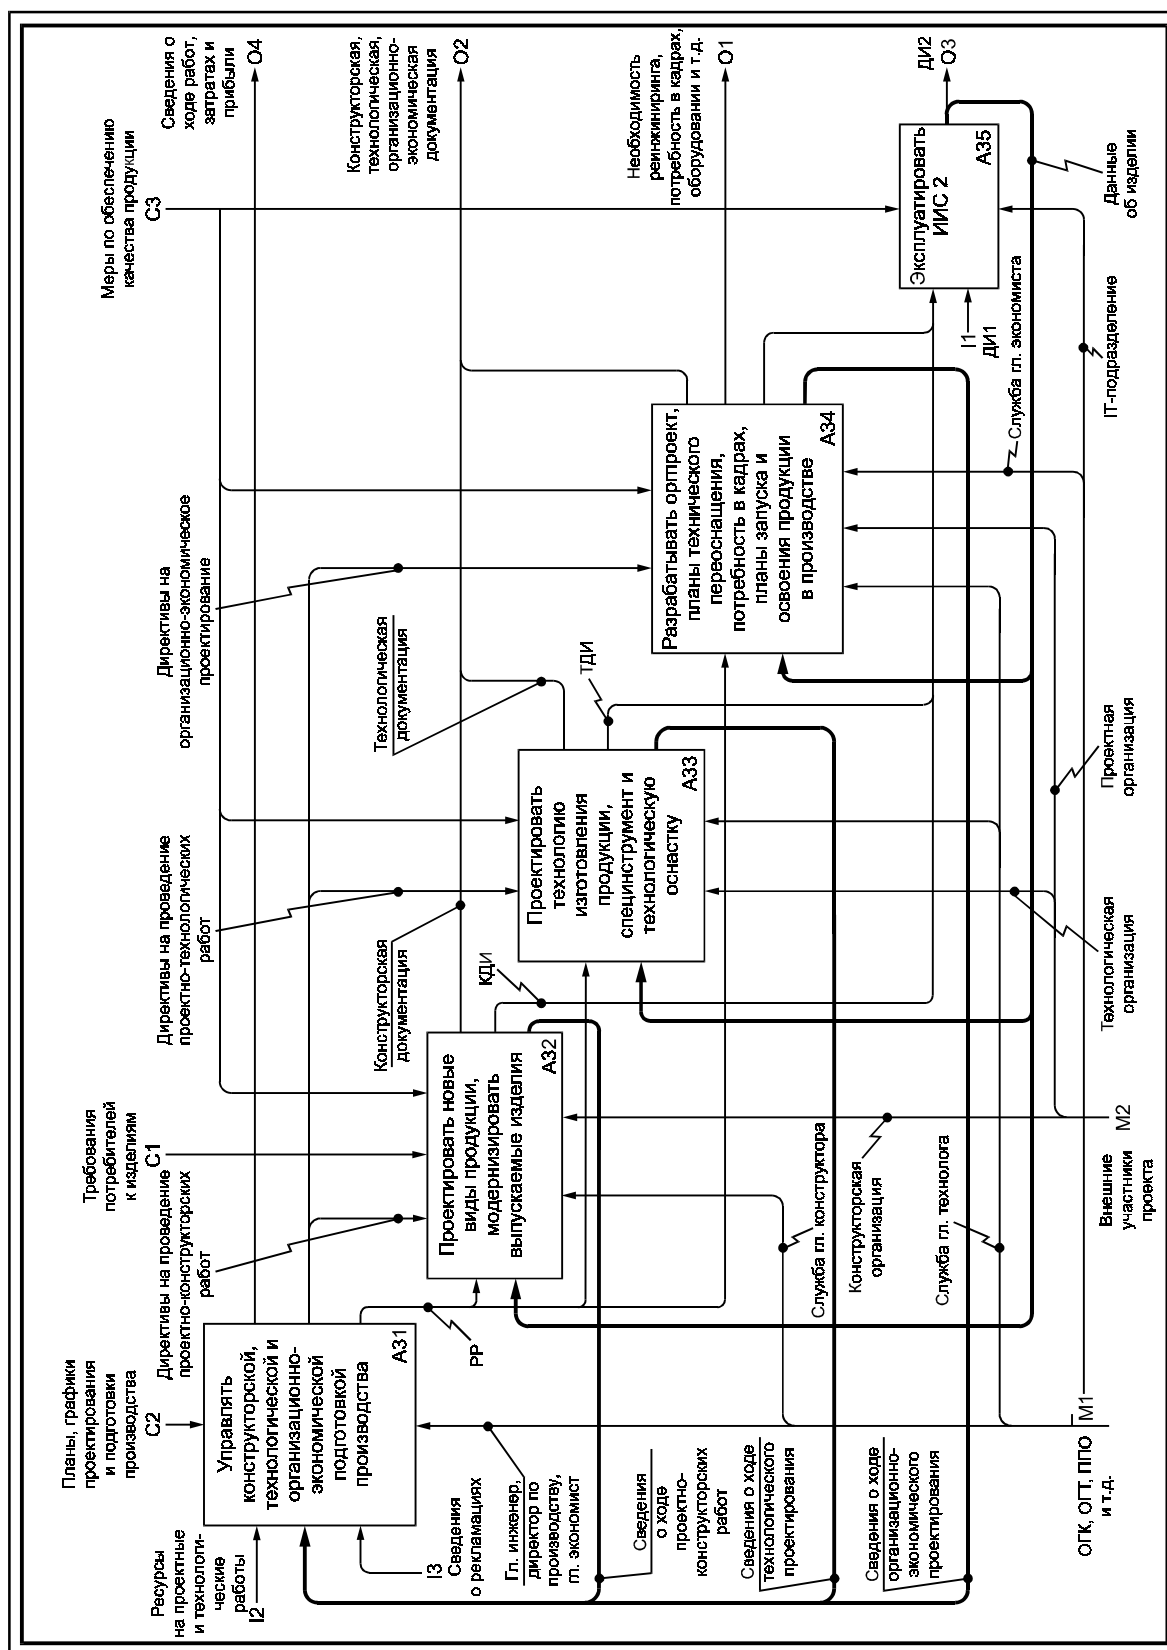 Планы, графики
проектирования
и подготовки
производства
C2
Требования
потребителей
к изделиям
C1
Меры по обеспечению
качества продукции
C3
Сведения о
ходе работ,
затратах и
прибыли
O4
Директивы на проведение
проектно-конструкторских
работ
Директивы на проведение
проектно-технологических
работ
Директивы на
организационно-экономическое
проектирование
Конструкторская,
технологическая,
организационно-
экономическая
документация
O2
Ресурсы
на проектные
и технологи-
ческие
работы
I2
Управлять
конструкторской,
технологической и
организационно-
экономической
подготовкой
производства
A31
Конструкторская
документация
Технологическая
документация
Необходимость
реинжиниринга,
потребность в кадрах,
оборудовании и т.д.
O1
I3
Сведения
о рекламациях
PP
Проектировать новые
виды продукции,
модернизировать
выпускаемые изделия
A32
КДИ
Проектировать
технологию
изготовления
продукции,
специнструмент и
технологическую
оснастку
A33
ТДИ
Разрабатывать оргпроект,
планы технического
переоснащения,
потребность в кадрах,
планы запуска и
освоения продукции
в производстве
A34
ДИ2
O3
Эксплуатировать
ИИС 2
A35
I1
ДИ1
Гл. инженер,
директор по
производству,
гл. экономист
Сведения
о ходе
проектно-
конструкторских
работ
Сведения о ходе
технологического
проектирования
Сведения о ходе
организационно-
экономического
проектирования
Служба гл. конструктора
Конструкторская
организация
Служба гл. технолога
Служба гл. экономиста
Данные
об изделии
ОГК, ОГТ, ППО
и т.д.
M1
Внешние
участники
проекта
M2
Технологическая
организация
Проектная
организация
IT-подразделение